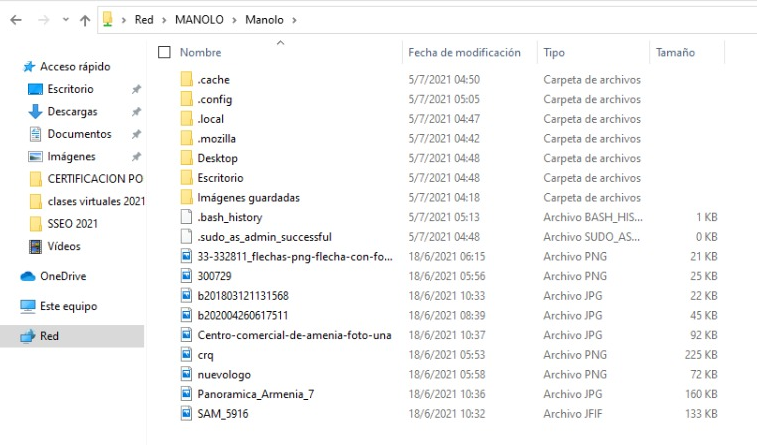 Red > MANOLO > Manolo >
Nombre Fecha de modificación Tipo Tamaño
Acceso rápido
Escritorio
Descargas
Documentos
Imágenes
CERTIFICACION PO
clases virtuales 2021
SSEO 2021
Vídeos
OneDrive
Este equipo
Red
.cache 5/7/2021 04:50 Carpeta de archivos
.config 5/7/2021 05:05 Carpeta de archivos
.local 5/7/2021 04:47 Carpeta de archivos
.mozilla 5/7/2021 04:42 Carpeta de archivos
Desktop 5/7/2021 04:48 Carpeta de archivos
Escritorio 5/7/2021 04:48 Carpeta de archivos
Imágenes guardadas 5/7/2021 04:18 Carpeta de archivos
.bash_history 5/7/2021 05:13 Archivo BASH_HIS... 1 KB
.sudo_as_admin_successful 5/7/2021 04:48 Archivo SUDO_AS... 0 KB
33-332811_flechas-png-flecha-con-fo... 18/6/2021 06:15 Archivo PNG 21 KB
300729 18/6/2021 05:56 Archivo PNG 25 KB
b201803121131568 18/6/2021 10:33 Archivo JPG 22 KB
b202004260617511 18/6/2021 08:39 Archivo JPG 45 KB
Centro-comercial-de-amenia-foto-una 18/6/2021 10:37 Archivo JPG 92 KB
crq 18/6/2021 05:53 Archivo PNG 225 KB
nuevologo 18/6/2021 05:58 Archivo PNG 72 KB
Panoramica_Armenia_7 18/6/2021 10:36 Archivo JPG 160 KB
SAM_5916 18/6/2021 10:32 Archivo JFIF 133 KB